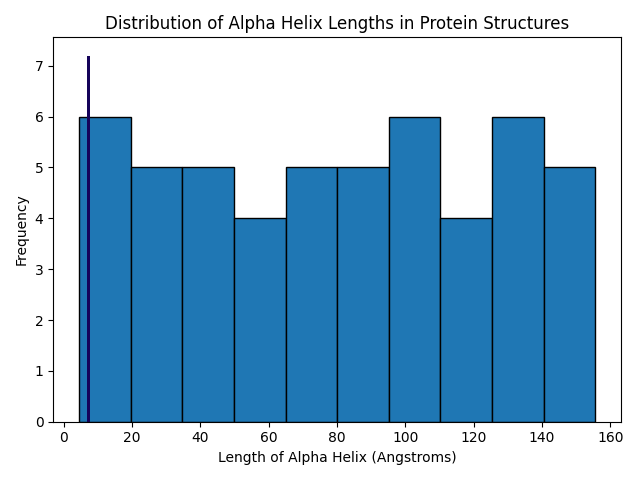 Distribution of Alpha Helix Lengths in Protein Structures
7
6
5
4
3
2
1
0
Frequency
0 20 40 60 80 100 120 140 160
Length of Alpha Helix (Angstroms)